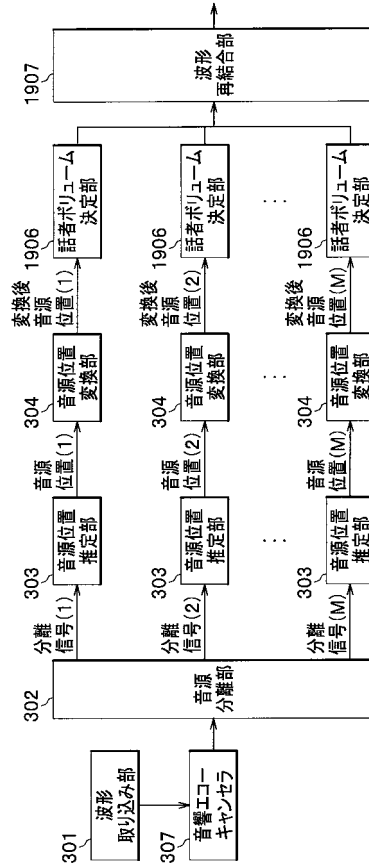 301
波形
取り込み部
307
音響エコー
キャンセラ
302
音源
分離部
分離
信号(1)
303
音源位置
推定部
音源
位置(1)
304
音源位置
変換部
変換後
音源
位置(1)
1906
話者ボリューム
決定部
分離
信号(2)
303
音源位置
推定部
音源
位置(2)
304
音源位置
変換部
変換後
音源
位置(2)
1906
話者ボリューム
決定部
分離
信号(M)
303
音源位置
推定部
音源
位置(M)
304
音源位置
変換部
変換後
音源
位置(M)
1906
話者ボリューム
決定部
1907
波形
再結合部